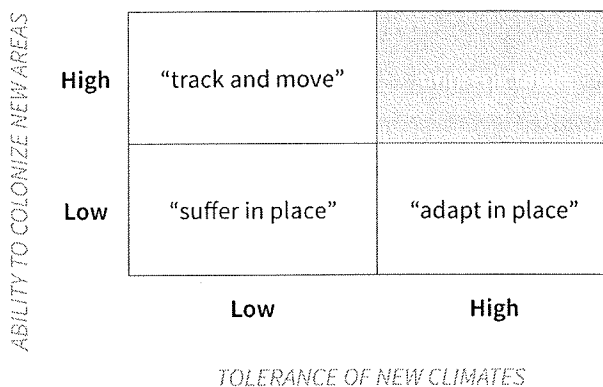 ABILITY TO COLONIZE NEW AREAS
High
“track and move”
Low
“suffer in place”
“adapt in place”
Low
High
TOLERANCE OF NEW CLIMATES